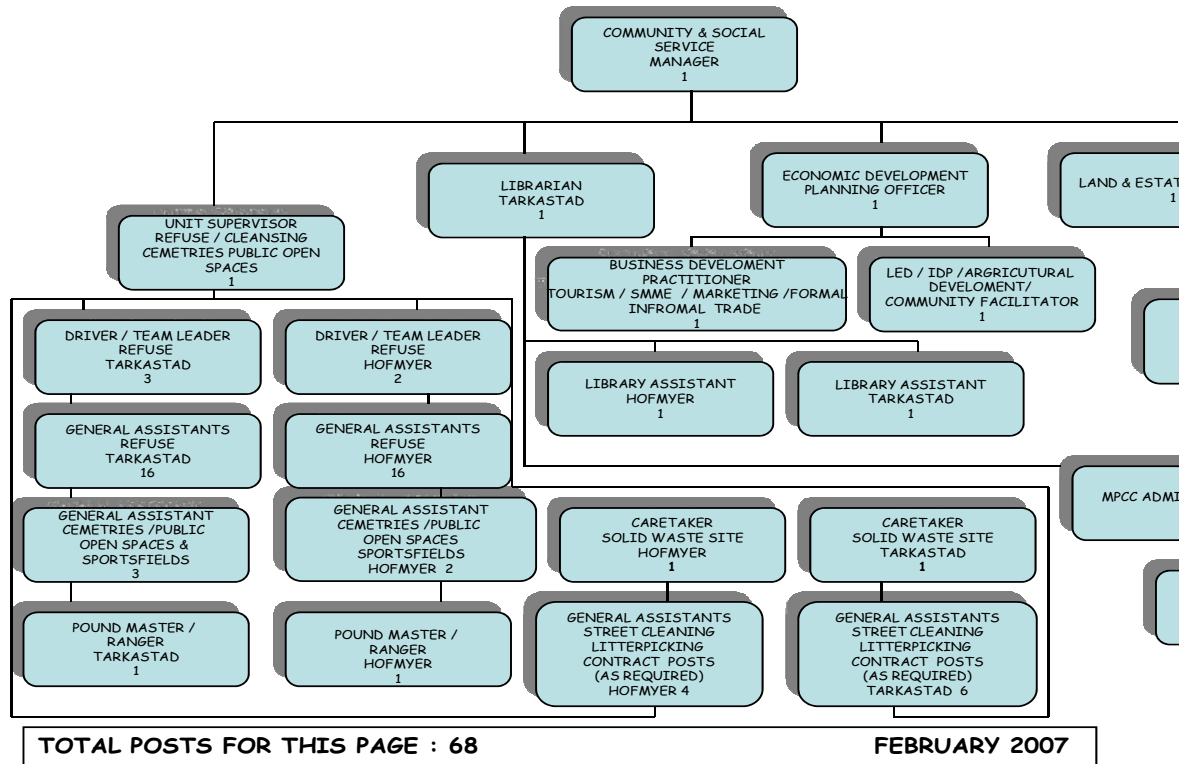 COMMUNITY & SOCIAL
SERVICE
MANAGER
1
LIBRARIAN
TARKASTAD
1
ECONOMIC DEVELOPMENT
PLANNING OFFICER
1
LAND & ESTAT
1
UNIT SUPERVISOR
REFUSE / CLEANSING
CEMETRIES PUBLIC OPEN
SPACES
1
BUSINESS DEVELOMENT
PRACTITIONER
TOURISM / SMME / MARKETING /FORMAL
INFROMAL TRADE
1
LED / IDP /ARGRICUTURAL
DEVELOMENT/
COMMUNITY FACILITATOR
1
DRIVER / TEAM LEADER
REFUSE
TARKASTAD
3
DRIVER / TEAM LEADER
REFUSE
HOFMYER
2
LIBRARY ASSISTANT
HOFMYER
1
LIBRARY ASSISTANT
TARKASTAD
1
GENERAL ASSISTANTS
REFUSE
TARKASTAD
16
GENERAL ASSISTANTS
REFUSE
HOFMYER
16
MPCC ADMI
GENERAL ASSISTANT
CEMETRIES /PUBLIC
OPEN SPACES &
SPORTSFIELDS
3
GENERAL ASSISTANT
CEMETRIES /PUBLIC
OPEN SPACES
SPORTSFIELDS
HOFMYER 2
CARETAKER
SOLID WASTE SITE
HOFMYER
1
CARETAKER
SOLID WASTE SITE
TARKASTAD
1
POUND MASTER /
RANGER
TARKASTAD
1
POUND MASTER /
RANGER
HOFMYER
1
GENERAL ASSISTANTS
STREET CLEANING
LITTERPICKING
CONTRACT POSTS
(AS REQUIRED)
HOFMYER 4
GENERAL ASSISTANTS
STREET CLEANING
LITTERPICKING
CONTRACT POSTS
(AS REQUIRED)
TARKASTAD 6
TOTAL POSTS FOR THIS PAGE : 68 FEBRUARY 2007